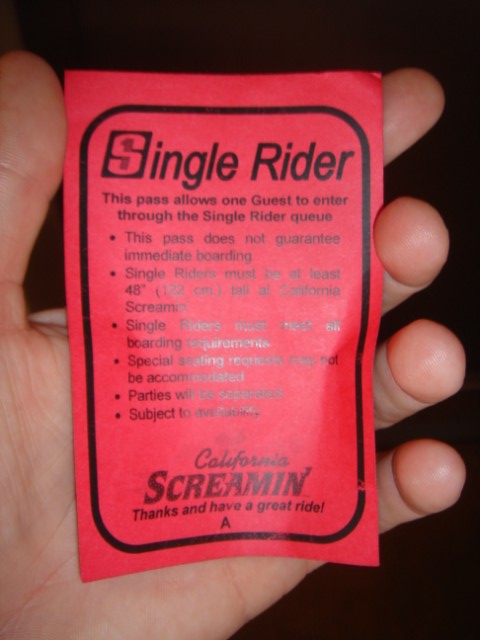 Single Rider
This pass allows one Guest to enter
through the Single Rider queue
• This pass does not guarantee
immediate boarding
• Single Riders must be at least
48" (122 cm.) tall at California
Screamin
• Single Riders must meet all
boarding requirements
• Special seating requests may not
be accommodated
• Parties will be separated
• Subject to availability
California
SCREAMIN'
Thanks and have a great ride!
A